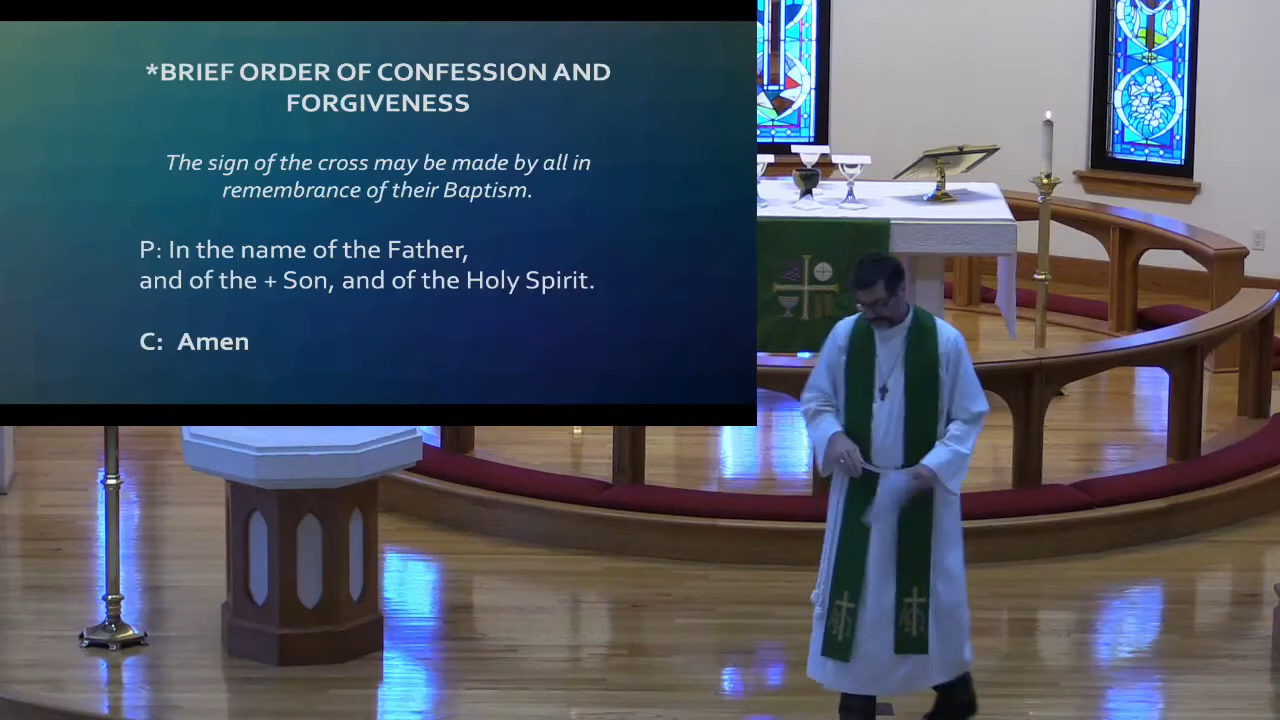 *BRIEF ORDER OF CONFESSION AND
FORGIVENESS
The sign of the cross may be made by all in
remembrance of their Baptism.
P: In the name of the Father,
and of the + Son, and of the Holy Spirit.
C: Amen